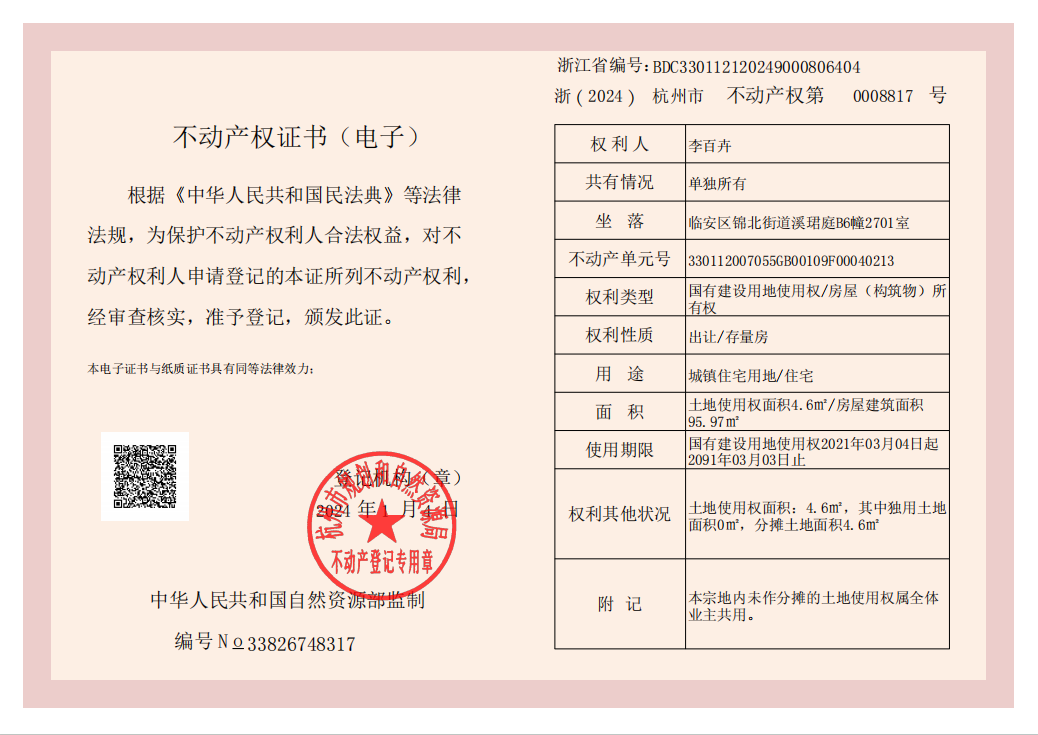 不动产权证书（电子）
根据《中华人民共和国民法典》等法律
法规，为保护不动产权利人合法权益，对不
动产权利人申请登记的本证所列不动产权利，
经审查核实，准予登记，颁发此证。
本电子证书与纸质证书具有同等法律效力；
登记机构（章）
2024 年 1 月 4 日
杭州市规划和自然资源局
不动产登记专用章
中华人民共和国自然资源部监制
编号 No 33826748317
浙江省编号：BDC330112120249000806404
浙（2024） 杭州市 不动产权第 0008817 号
权利人 李百卉
共有情况 单独所有
坐 落 临安区锦北街道溪珺庭B6幢2701室
不动产单元号 330112007055GB00109F00040213
权利类型 国有建设用地使用权/房屋（构筑物）所
有权
权利性质 出让/存量房
用 途 城镇住宅用地/住宅
面 积 土地使用权面积4.6㎡/房屋建筑面积
95.97㎡
使用期限 国有建设用地使用权2021年03月04日起
2091年03月03日止
权利其他状况 土地使用权面积：4.6㎡，其中独用土地
面积0㎡，分摊土地面积4.6㎡
附 记 本宗地内未作分摊的土地使用权属全体
业主共用。